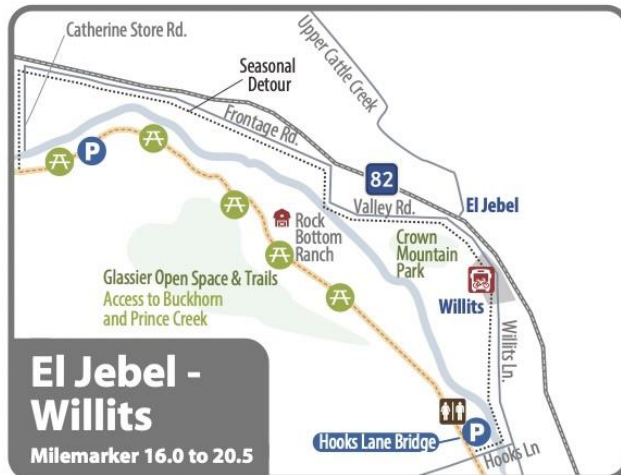 Catherine Store Rd.
Seasonal
Detour
Upper Cattle Creek
Frontage Rd.
P
82
Valley Rd.
El Jebel
Rock
Bottom
Ranch
Crown
Mountain
Park
Glassier Open Space & Trails
Access to Buckhorn
and Prince Creek
Willits
Willits Ln.
El Jebel -
Willits
Milemarker 16.0 to 20.5
Hooks Lane Bridge
P
Hooks Ln